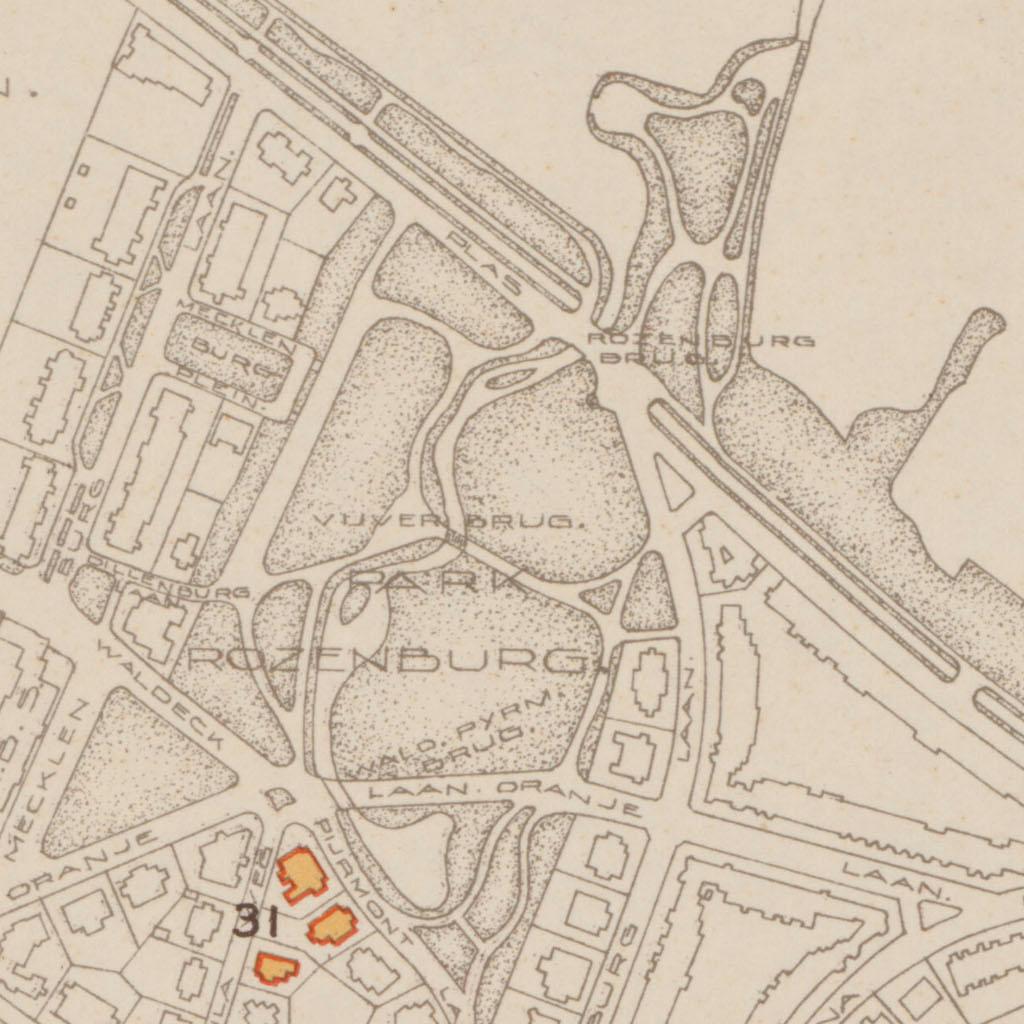 LAAN.
PLAS
MECKLEN
BURG
PLEIN.
ROZENBURG
BRUG.
VIJVER BRUG.
BURG
PARK
ROZENBURG.
WALDECK
WALD. PYRM.
BRUG.
LAAN
MECKLEN
LAAN. ORANJE
ORANJE
PIJRMONT
LAAN.
31
BURG